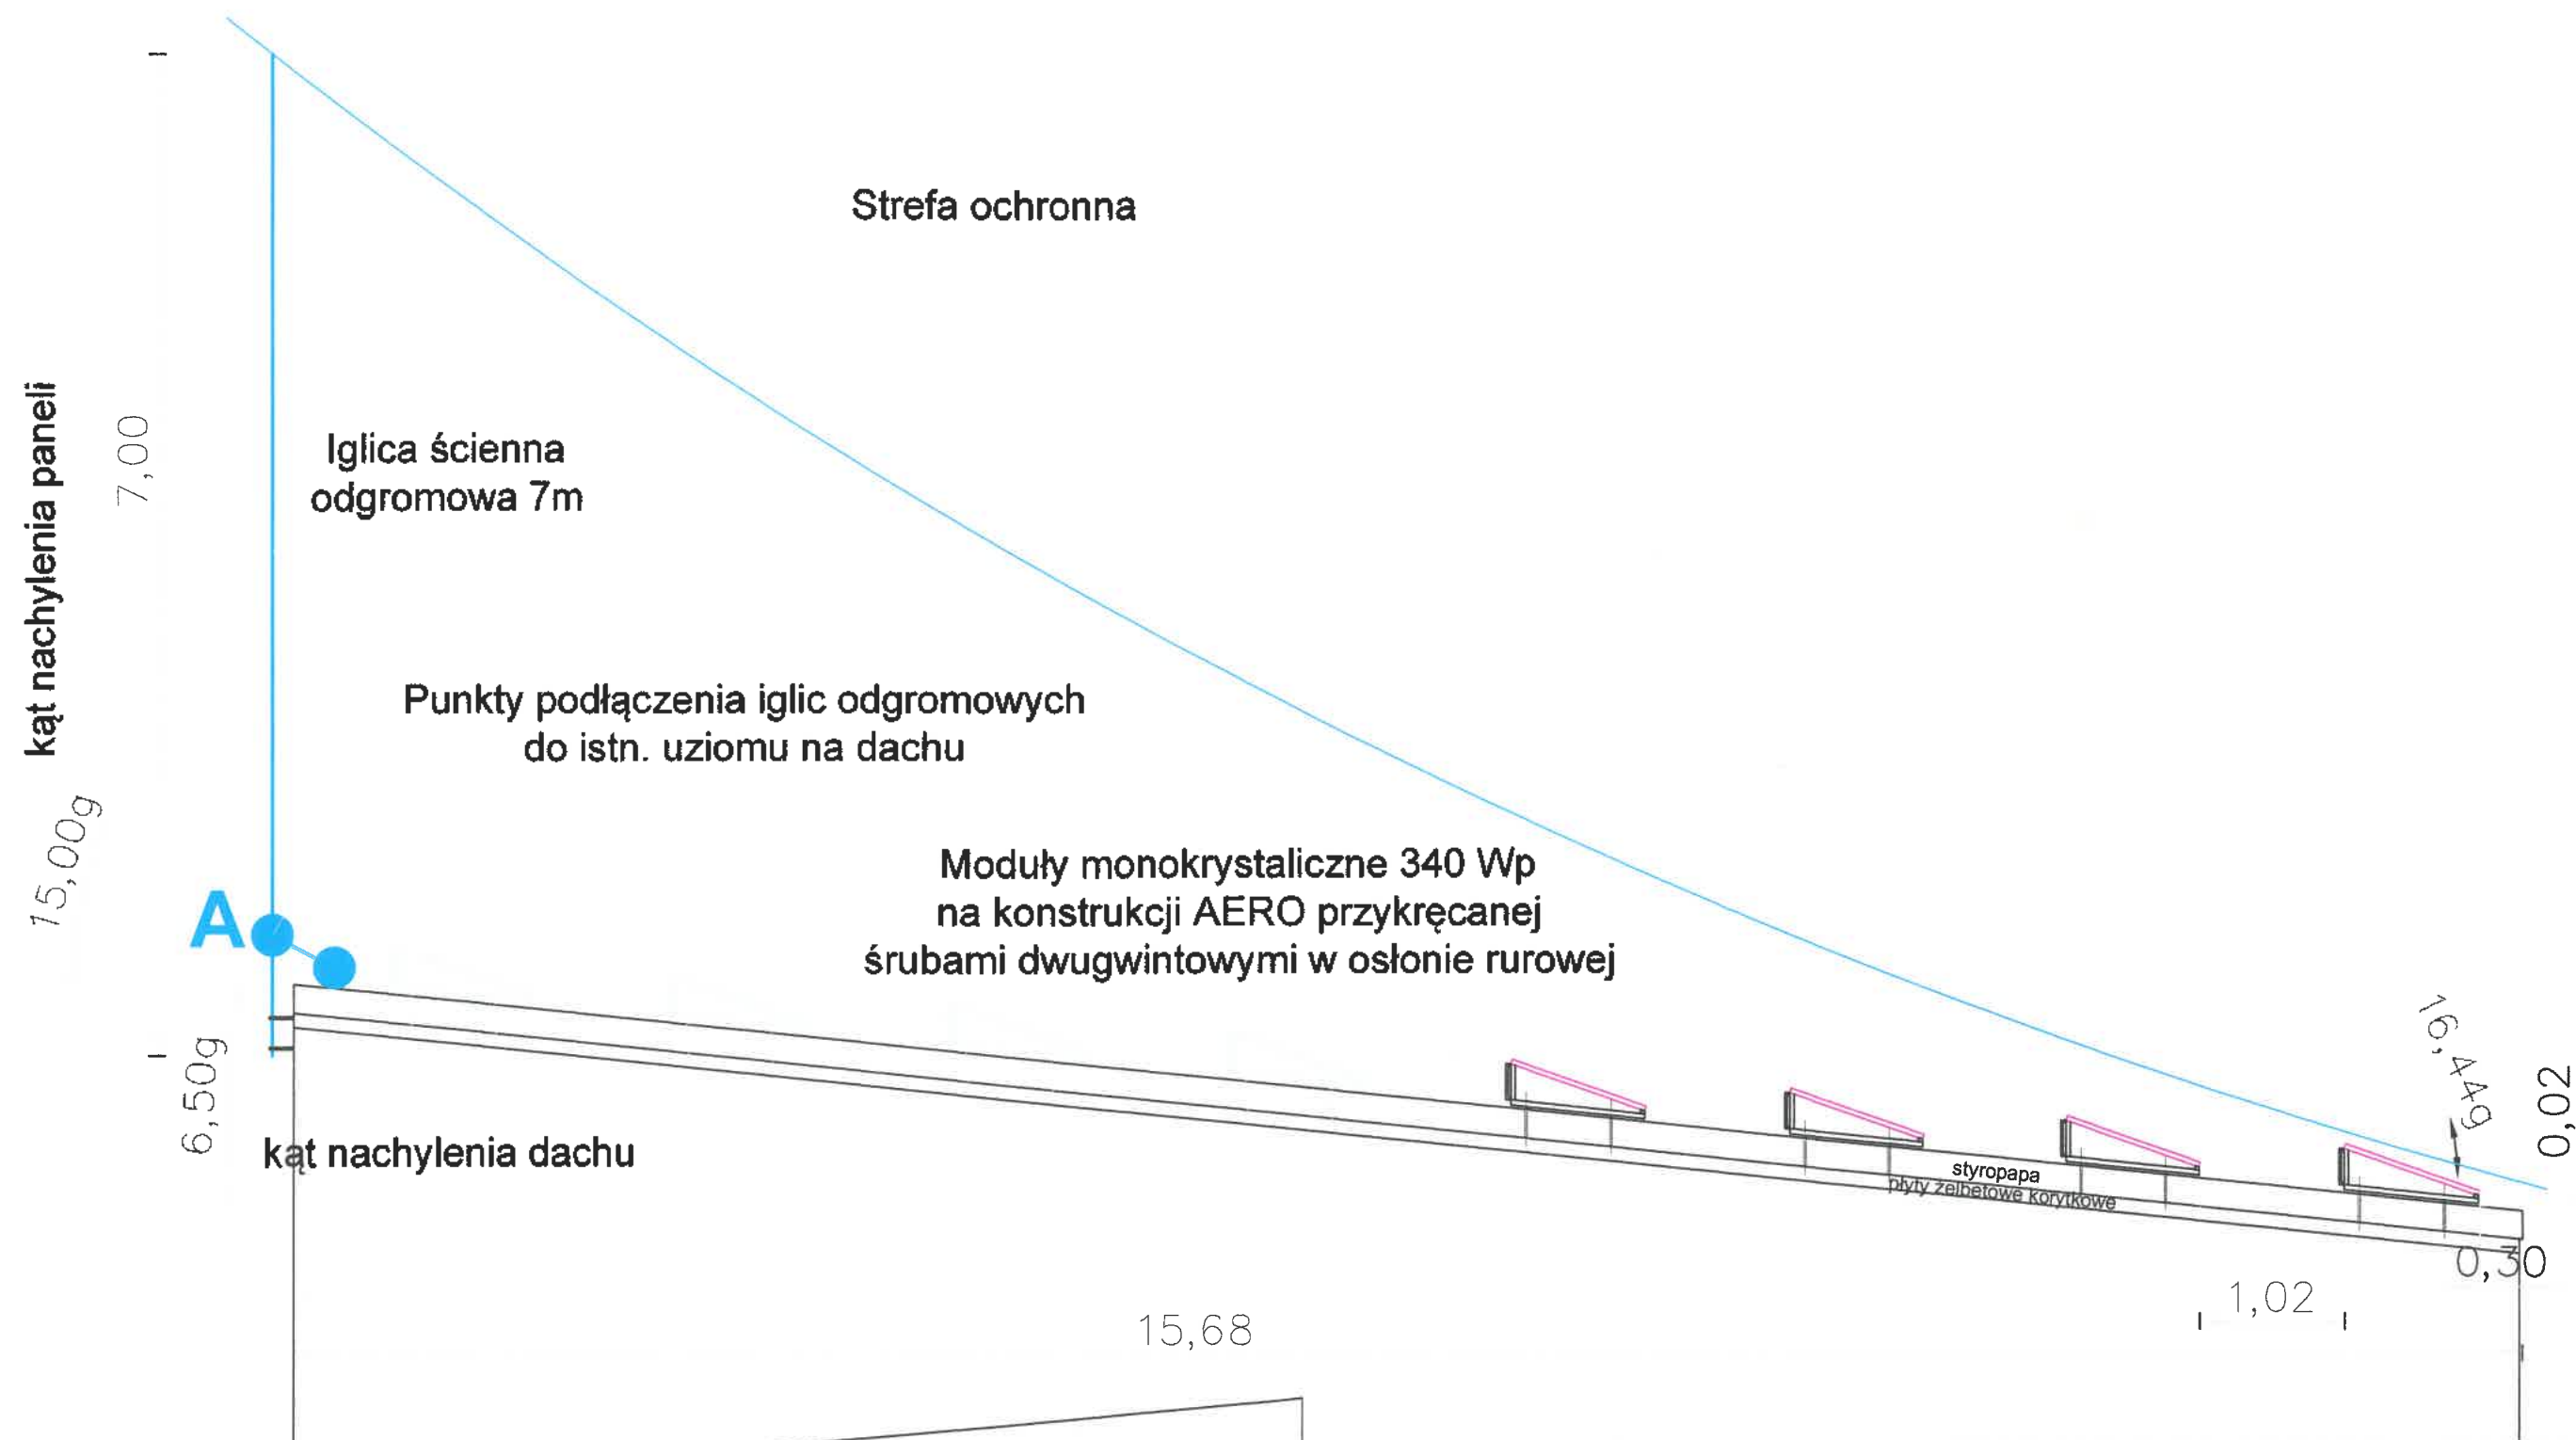 Strefa ochronna
kąt nachylenia paneli
7,00
Iglica ścienna
odgromowa 7m
Punkty podłączenia iglic odgromowych
do istn. uziomu na dachu
15,00g
Moduły monokrystaliczne 340 Wp
na konstrukcji AERO przykręcanej
śrubami dwugwintowymi w osłonie rurowej
A
16,44g
0,02
6,50g
kąt nachylenia dachu
styropapa
płyty żelbetowe korytkowe
0,30
1,02
15,68